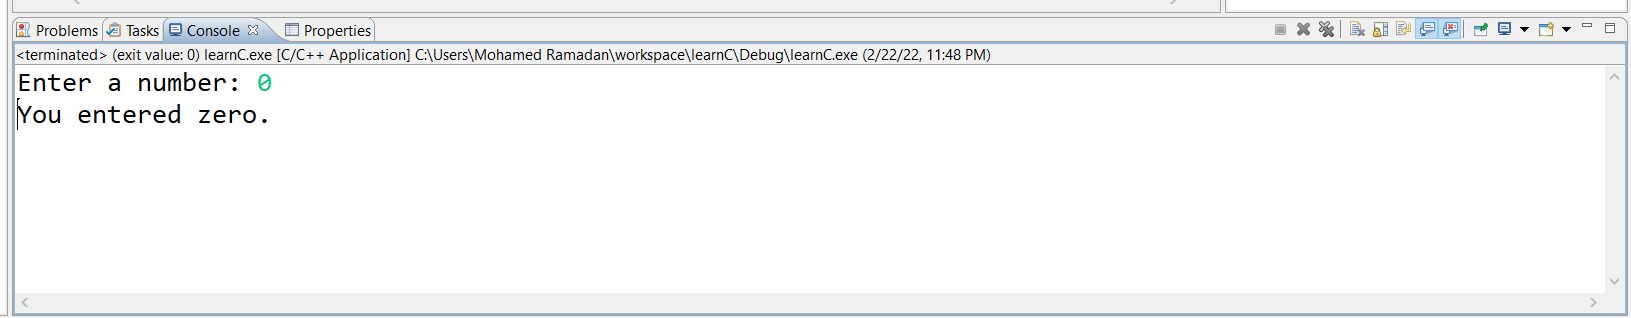 Problems Tasks Console Properties
<terminated> (exit value: 0) learnC.exe [C/C++ Application] C:\Users\Mohamed Ramadan\workspace\learnC\Debug\learnC.exe (2/22/22, 11:48 PM)
Enter a number: 0
You entered zero.